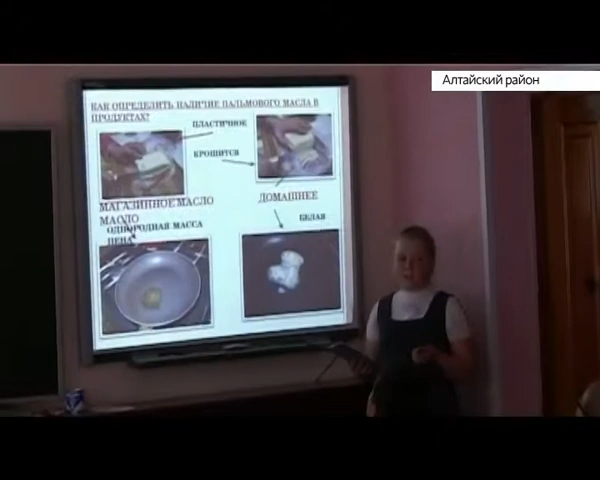 Алтайский район
КАК ОПРЕДЕЛИТЬ НАЛИЧИЕ ПАЛЬМОВОГО МАСЛА В
ПРОДУКТАХ?
ПЛАСТИЧНОЕ
КРОШИТСЯ
МАГАЗИННОЕ МАСЛО
МАСЛО
ДОМАШНЕЕ
БЕЛАЯ
ОДНОРОДНАЯ МАССА
ПЕНА